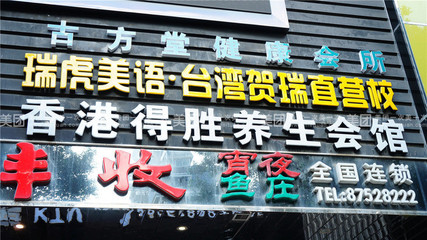 古方堂健康会所
瑞虎美语·台湾贺瑞直营校
香港得胜养生会馆
丰收 宵夜鱼庄 全国连锁
TEL:87528222